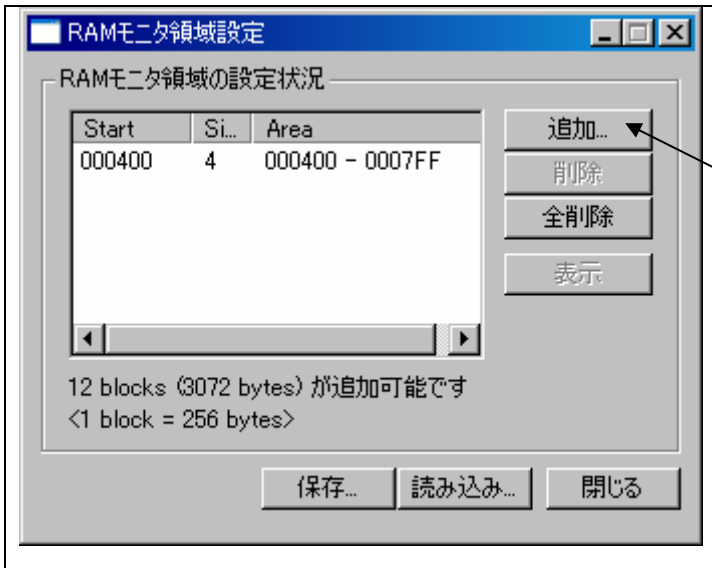 RAMモニタ領域設定
RAMモニタ領域の設定状況
Start Si... Area
000400 4 000400 - 0007FF
追加...
削除
全削除
表示
12 blocks (3072 bytes) が追加可能です
<1 block = 256 bytes>
保存... 読み込み... 閉じる